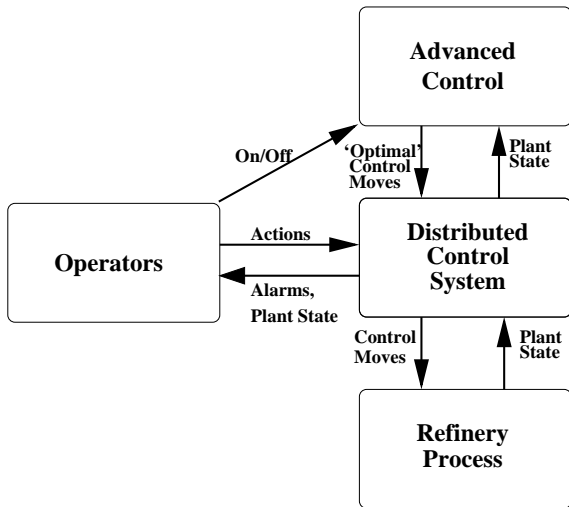 Advanced
Control
On/Off
‘Optimal’
Control
Moves
Plant
State
Operators
Actions
Alarms,
Plant State
Distributed
Control
System
Control
Moves
Plant
State
Refinery
Process